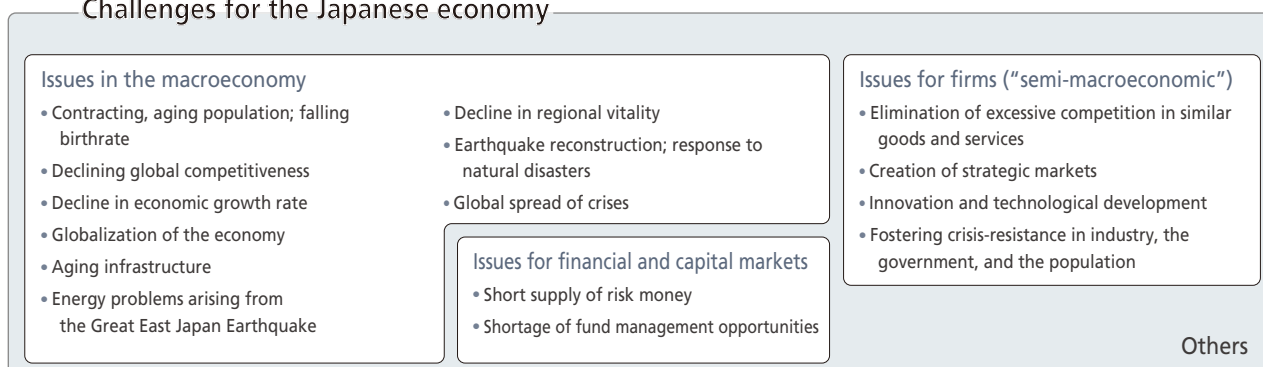 Challenges for the Japanese economy
Issues in the macroeconomy
• Contracting, aging population; falling
birthrate
• Declining global competitiveness
• Decline in economic growth rate
• Globalization of the economy
• Aging infrastructure
• Energy problems arising from
the Great East Japan Earthquake
• Decline in regional vitality
• Earthquake reconstruction; response to
natural disasters
• Global spread of crises
Issues for financial and capital markets
• Short supply of risk money
• Shortage of fund management opportunities
Issues for firms (“semi-macroeconomic”)
• Elimination of excessive competition in similar
goods and services
• Creation of strategic markets
• Innovation and technological development
• Fostering crisis-resistance in industry, the
government, and the population
Others